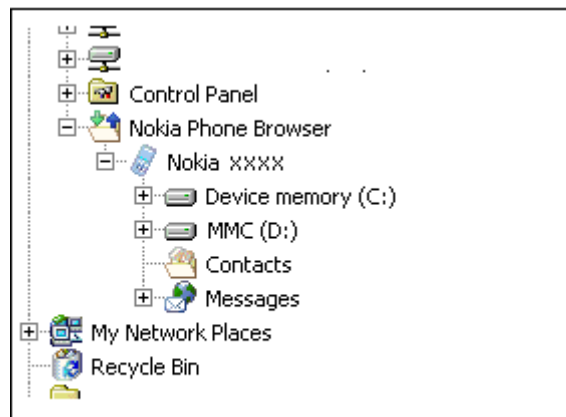 Control Panel
Nokia Phone Browser
Nokia xxxx
Device memory (C:)
MMC (D:)
Contacts
Messages
My Network Places
Recycle Bin